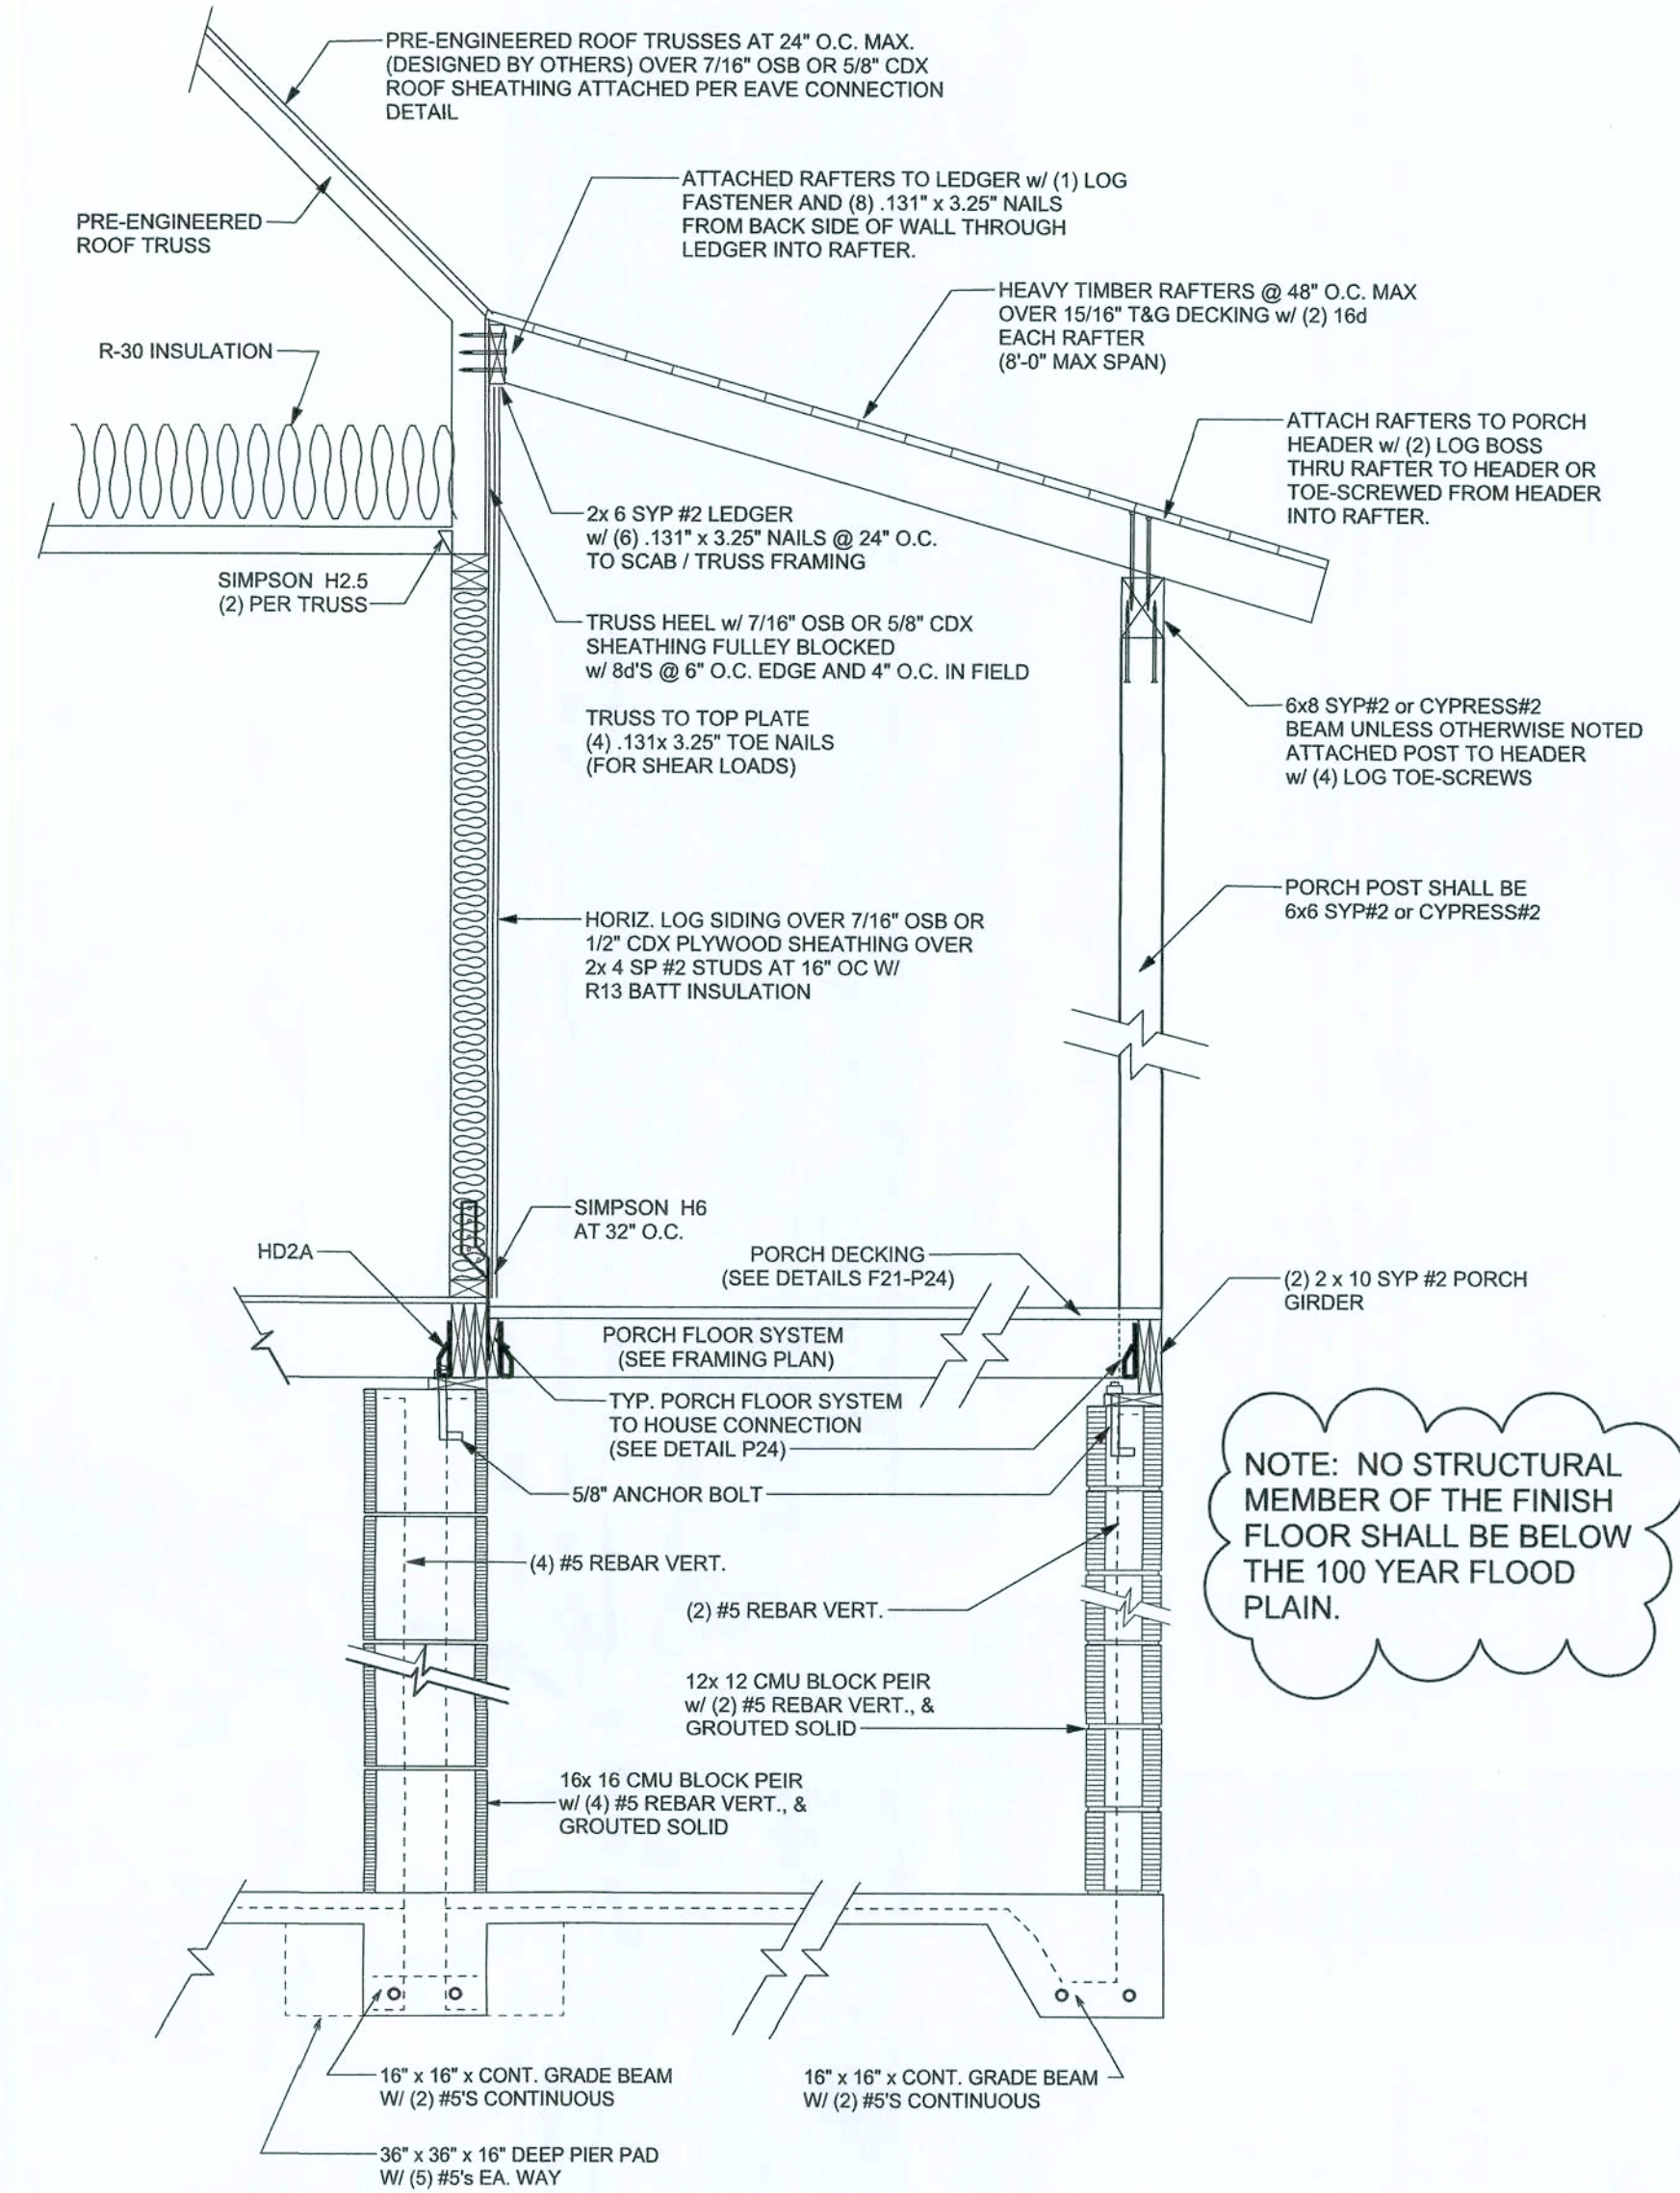 PRE-ENGINEERED ROOF TRUSSES AT 24" O.C. MAX.
(DESIGNED BY OTHERS) OVER 7/16" OSB OR 5/8" CDX
ROOF SHEATHING ATTACHED PER EAVE CONNECTION
DETAIL
ATTACHED RAFTERS TO LEDGER w/ (1) LOG
FASTENER AND (8) .131" x 3.25" NAILS
FROM BACK SIDE OF WALL THROUGH
LEDGER INTO RAFTER.
PRE-ENGINEERED
ROOF TRUSS
HEAVY TIMBER RAFTERS @ 48" O.C. MAX
OVER 15/16" T&G DECKING w/ (2) 16d
EACH RAFTER
(8'-0" MAX SPAN)
R-30 INSULATION
ATTACH RAFTERS TO PORCH
HEADER w/ (2) LOG BOSS
THRU RAFTER TO HEADER OR
TOE-SCREWED FROM HEADER
INTO RAFTER.
2x 6 SYP #2 LEDGER
w/ (6) .131" x 3.25" NAILS @ 24" O.C.
TO SCAB / TRUSS FRAMING
SIMPSON H2.5
(2) PER TRUSS
TRUSS HEEL w/ 7/16" OSB OR 5/8" CDX
SHEATHING FULLEY BLOCKED
w/ 8d'S @ 6" O.C. EDGE AND 4" O.C. IN FIELD
TRUSS TO TOP PLATE
(4) .131x 3.25" TOE NAILS
(FOR SHEAR LOADS)
6x8 SYP#2 or CYPRESS#2
BEAM UNLESS OTHERWISE NOTED
ATTACHED POST TO HEADER
w/ (4) LOG TOE-SCREWS
PORCH POST SHALL BE
6x6 SYP#2 or CYPRESS#2
HORIZ. LOG SIDING OVER 7/16" OSB OR
1/2" CDX PLYWOOD SHEATHING OVER
2x 4 SP #2 STUDS AT 16" OC W/
R13 BATT INSULATION
SIMPSON H6
AT 32" O.C.
HD2A
PORCH DECKING
(SEE DETAILS F21-P24)
(2) 2 x 10 SYP #2 PORCH
GIRDER
PORCH FLOOR SYSTEM
(SEE FRAMING PLAN)
TYP. PORCH FLOOR SYSTEM
TO HOUSE CONNECTION
(SEE DETAIL P24)
5/8" ANCHOR BOLT
NOTE: NO STRUCTURAL
MEMBER OF THE FINISH
FLOOR SHALL BE BELOW
THE 100 YEAR FLOOD
PLAIN.
(4) #5 REBAR VERT.
(2) #5 REBAR VERT.
12x 12 CMU BLOCK PEIR
w/ (2) #5 REBAR VERT., &
GROUTED SOLID
16x 16 CMU BLOCK PEIR
w/ (4) #5 REBAR VERT., &
GROUTED SOLID
16" x 16" x CONT. GRADE BEAM
W/ (2) #5'S CONTINUOUS
16" x 16" x CONT. GRADE BEAM
W/ (2) #5'S CONTINUOUS
36" x 36" x 16" DEEP PIER PAD
W/ (5) #5's EA. WAY